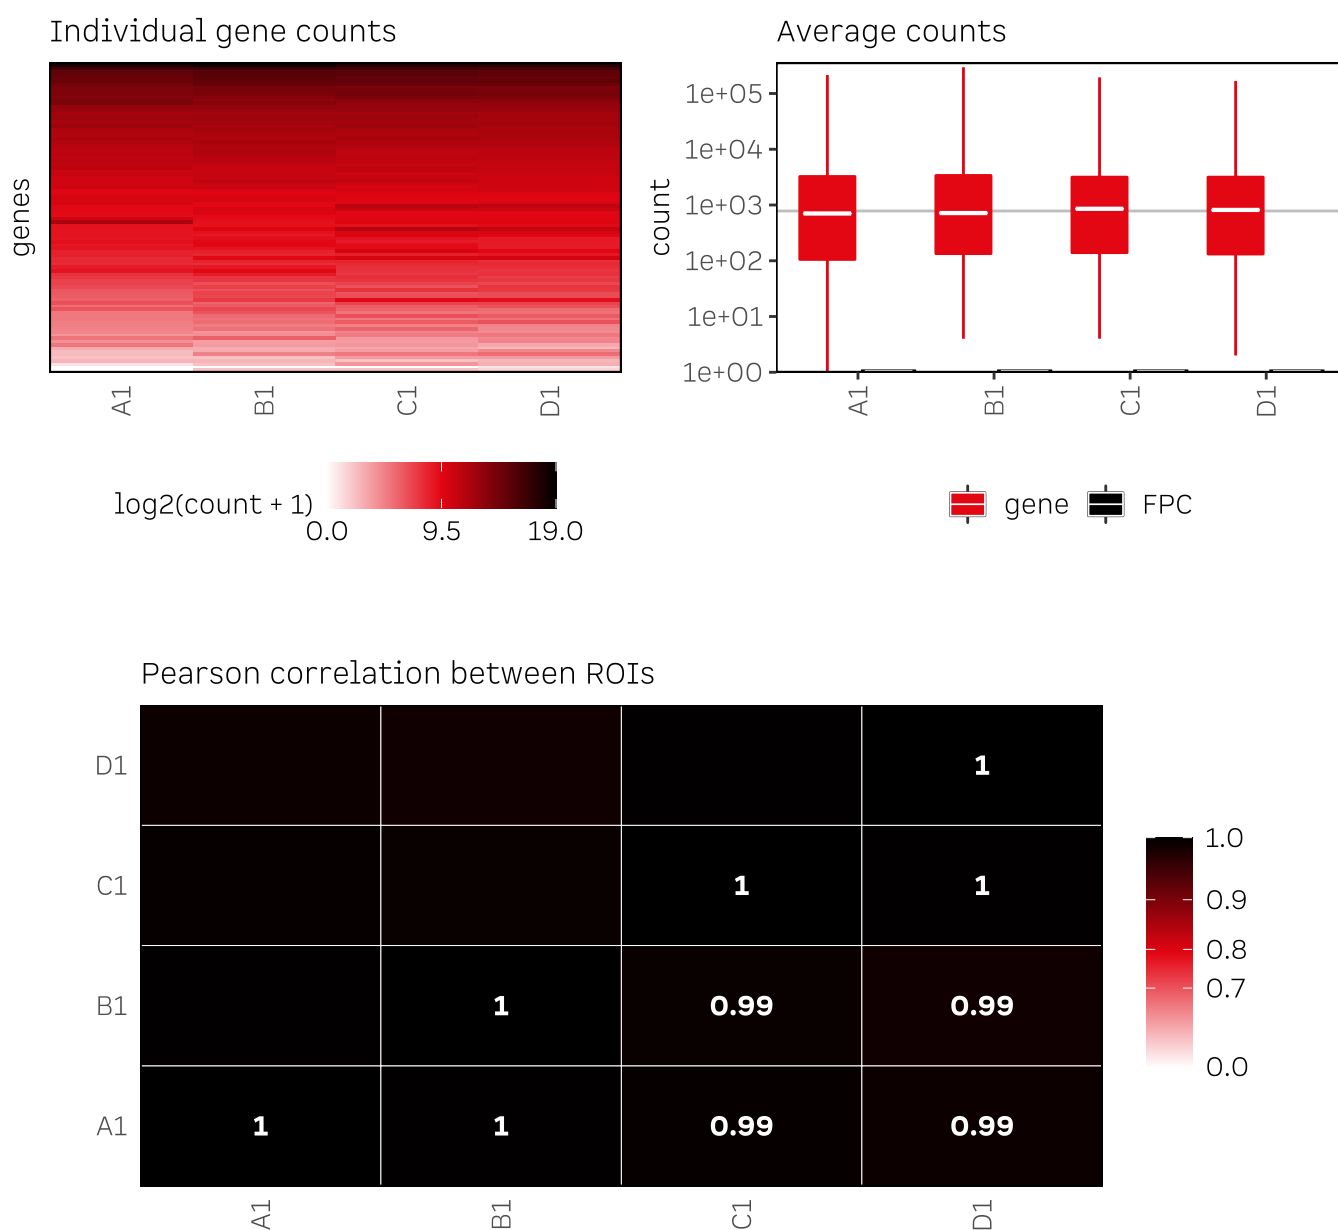 Individual gene counts
genes
A1
B1
C1
D1
log2(count + 1)
0.0 9.5 19.0
Average counts
count
1e+05
1e+04
1e+03
1e+02
1e+01
1e+00
A1
B1
C1
D1
gene FPC
Pearson correlation between ROIs
D1 1
C1 1 1
B1 1 0.99 0.99
A1 1 1 0.99 0.99
A1
B1
C1
D1
1.0
0.9
0.8
0.7
0.0